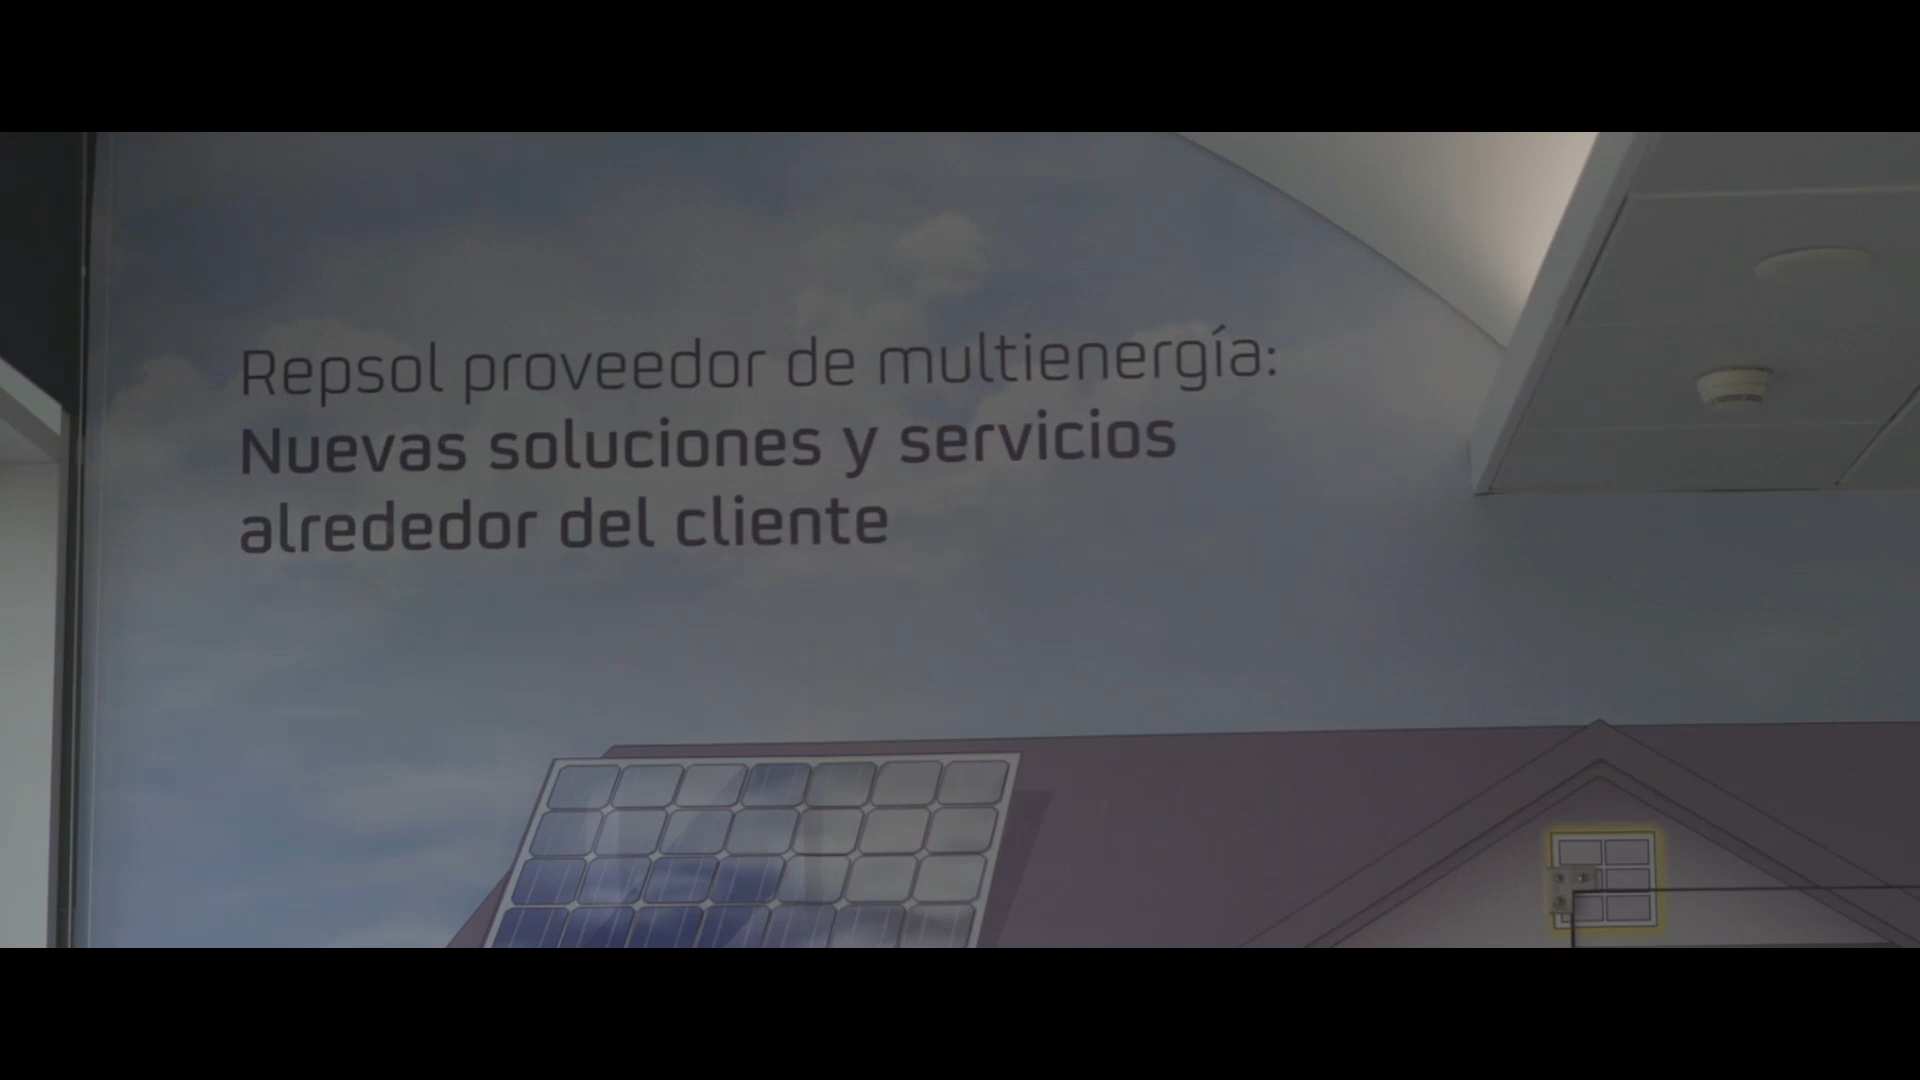 Repsol proveedor de multienergía:
Nuevas soluciones y servicios
alrededor del cliente